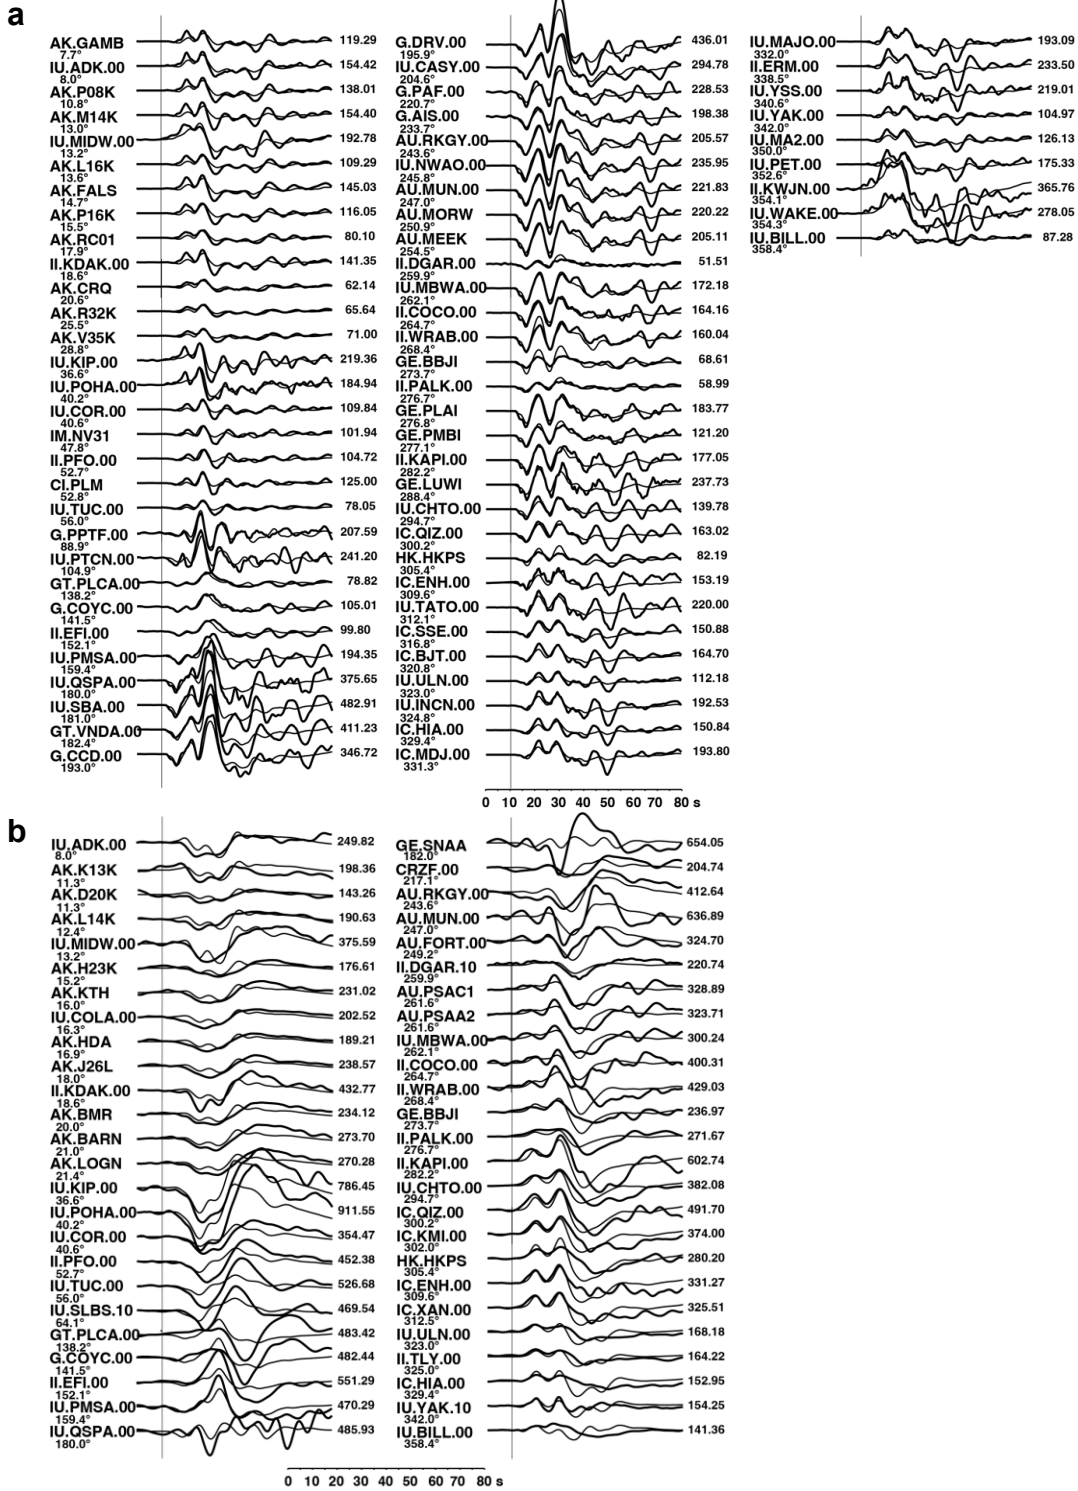 a
AK.GAMB 119.29
7.7°
IU.ADK.00 154.42
8.0°
AK.P08K 138.01
10.8°
AK.M14K 154.40
13.0°
IU.MIDW.00 192.78
13.2°
AK.L16K 109.29
13.6°
AK.FALS 145.03
14.7°
AK.P16K 116.05
15.5°
AK.RC01 80.10
17.9°
II.KDAK.00 141.35
18.6°
AK.CRQ 62.14
20.6°
AK.R32K 65.64
25.5°
AK.V35K 71.00
28.8°
IU.KIP.00 219.36
36.6°
IU.POHA.00 184.94
40.2°
IU.COR.00 109.84
40.6°
IM.NV31 101.94
47.8°
II.PFO.00 104.72
52.7°
CI.PLM 125.00
52.8°
IU.TUC.00 78.05
56.0°
G.PPTF.00 207.59
88.9°
IU.PTCN.00 241.20
104.9°
GT.PLCA.00 78.82
138.2°
G.COYC.00 105.01
141.5°
II.EFI.00 99.80
152.1°
IU.PMSA.00 194.35
159.4°
IU.QSPA.00 375.65
180.0°
IU.SBA.00 482.91
181.0°
GT.VNDA.00 411.23
182.4°
G.CCD.00 346.72
193.0°
G.DRV.00 436.01
195.9°
IU.CASY.00 294.78
204.6°
G.PAF.00 228.53
220.7°
G.AIS.00 198.38
233.7°
AU.RKGY.00 205.57
243.6°
IU.NWAO.00 235.95
245.8°
AU.MUN.00 221.83
247.0°
AU.MORW 220.22
250.9°
AU.MEEK 205.11
254.5°
II.DGAR.00 51.51
259.9°
IU.MBWA.00 172.18
262.1°
II.COCO.00 164.16
264.7°
II.WRAB.00 160.04
268.4°
GE.BBJI 68.61
273.7°
II.PALK.00 58.99
276.7°
GE.PLAI 183.77
276.8°
GE.PMBI 121.20
277.1°
II.KAPI.00 177.05
282.2°
GE.LUWI 237.73
288.4°
IU.CHTO.00 139.78
294.7°
IC.QIZ.00 163.02
300.2°
HK.HKPS 82.19
305.4°
IC.ENH.00 153.19
309.6°
IU.TATO.00 220.00
312.1°
IC.SSE.00 150.88
316.8°
IC.BJT.00 164.70
320.8°
IU.ULN.00 112.18
323.0°
IU.INCN.00 192.53
324.8°
IC.HIA.00 150.84
329.4°
IC.MDJ.00 193.80
331.3°
0 10 20 30 40 50 60 70 80 s
IU.MAJO.00 193.09
332.0°
II.ERM.00 233.50
338.5°
IU.YSS.00 219.01
340.6°
IU.YAK.00 104.97
342.0°
IU.MA2.00 126.13
350.0°
IU.PET.00 175.33
352.6°
II.KWJN.00 365.76
354.1°
IU.WAKE.00 278.05
354.3°
IU.BILL.00 87.28
358.4°
b
IU.ADK.00 249.82
8.0°
AK.K13K 198.36
11.3°
AK.D20K 143.26
11.3°
AK.L14K 190.63
12.4°
IU.MIDW.00 375.59
13.2°
AK.H23K 176.61
15.2°
AK.KTH 231.02
16.0°
IU.COLA.00 202.52
16.3°
AK.HDA 189.21
16.9°
AK.J26L 238.57
18.0°
II.KDAK.00 432.77
18.6°
AK.BMR 234.12
20.0°
AK.BARN 273.70
21.0°
AK.LOGN 270.28
21.4°
IU.KIP.00 786.45
36.6°
IU.POHA.00 911.55
40.2°
IU.COR.00 354.47
40.6°
II.PFO.00 452.38
52.7°
IU.TUC.00 526.68
56.0°
IU.SLBS.10 469.54
64.1°
GT.PLCA.00 483.42
138.2°
G.COYC.00 482.44
141.5°
II.EFI.00 551.29
152.1°
IU.PMSA.00 470.29
159.4°
IU.QSPA.00 485.93
180.0°
GE.SNAA 654.05
182.0°
CRZF.00 204.74
217.1°
AU.RKGY.00 412.64
243.6°
AU.MUN.00 636.89
247.0°
AU.FORT.00 324.70
249.2°
II.DGAR.10 220.74
259.9°
AU.PSAC1 328.89
261.6°
AU.PSAA2 323.71
261.6°
IU.MBWA.00 300.24
262.1°
II.COCO.00 400.31
264.7°
II.WRAB.00 429.03
268.4°
GE.BBJI 236.97
273.7°
II.PALK.00 271.67
276.7°
II.KAPI.00 602.74
282.2°
IU.CHTO.00 382.08
294.7°
IC.QIZ.00 491.70
300.2°
IC.KMI.00 374.00
302.0°
HK.HKPS 280.20
305.4°
IC.ENH.00 331.27
309.6°
IC.XAN.00 325.51
312.5°
IU.ULN.00 168.18
323.0°
II.TLY.00 164.22
325.0°
IC.HIA.00 152.95
329.4°
IU.YAK.10 154.25
342.0°
IU.BILL.00 141.36
358.4°
0 10 20 30 40 50 60 70 80 s